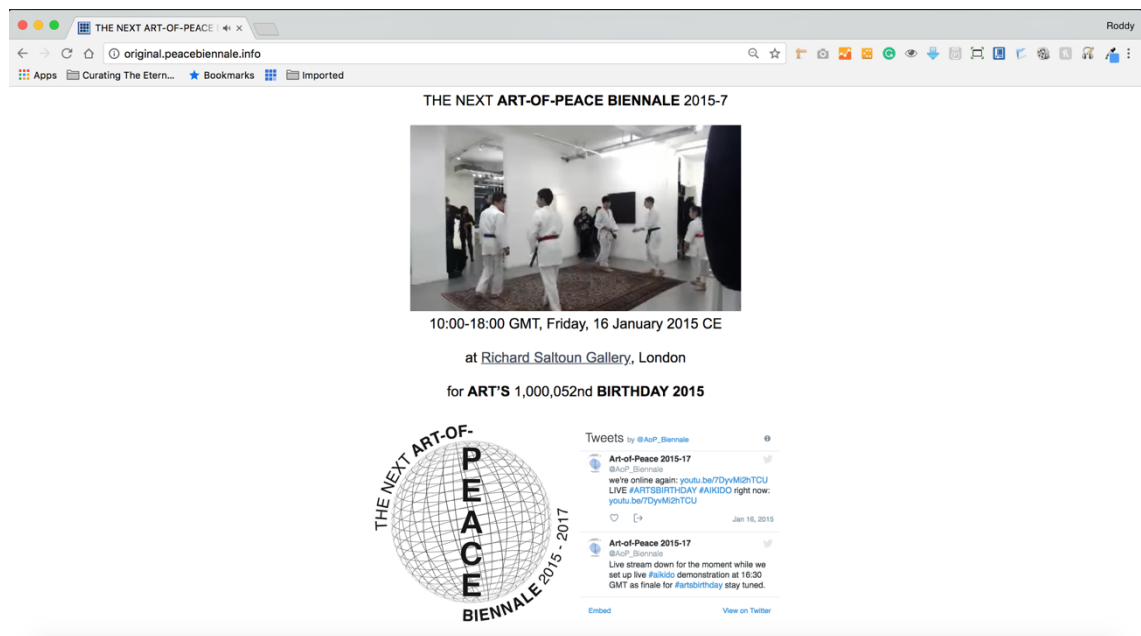 THE NEXT ART-OF-PEACE
Roddy
original.peacebiennale.info
Apps
Curating The Etern...
Bookmarks
Imported
THE NEXT ART-OF-PEACE BIENNALE 2015-7
10:00-18:00 GMT, Friday, 16 January 2015 CE
at Richard Saltoun Gallery, London
for ART'S 1,000,052nd BIRTHDAY 2015
THE NEXT ART-OF-
PEACE
BIENNALE 2015 - 2017
Tweets by @AoP_Biennale
Art-of-Peace 2015-17
@AoP_Biennale
we're online again: youtu.be/7DyvMi2hTCU
LIVE #ARTSBIRTHDAY #AIKIDO right now:
youtu.be/7DyvMi2hTCU
Jan 16, 2015
Art-of-Peace 2015-17
@AoP_Biennale
Live stream down for the moment while we
set up live #aikido demonstration at 16:30
GMT as finale for #artsbirthday stay tuned.
Embed
View on Twitter